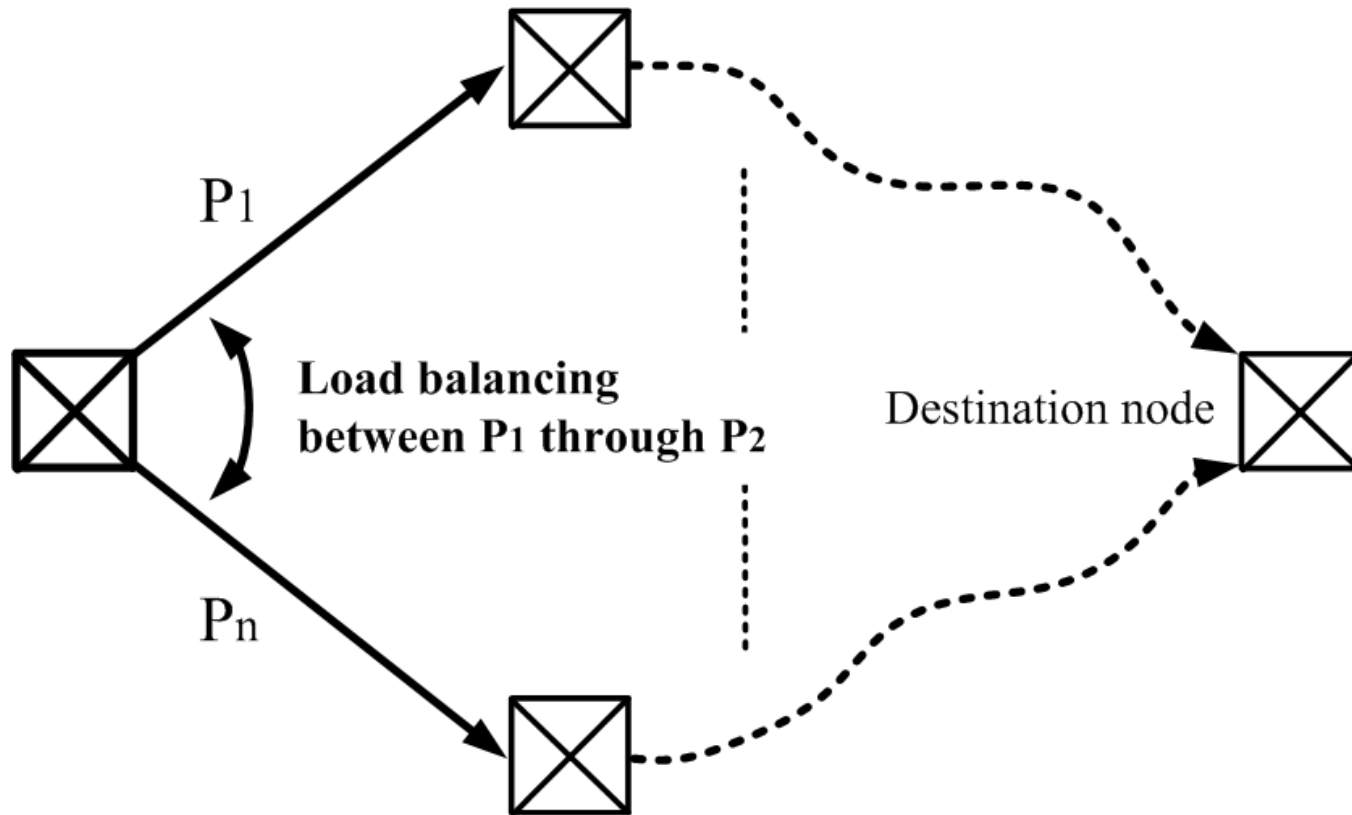 P1
Load balancing
between P1 through P2
Destination node
Pn